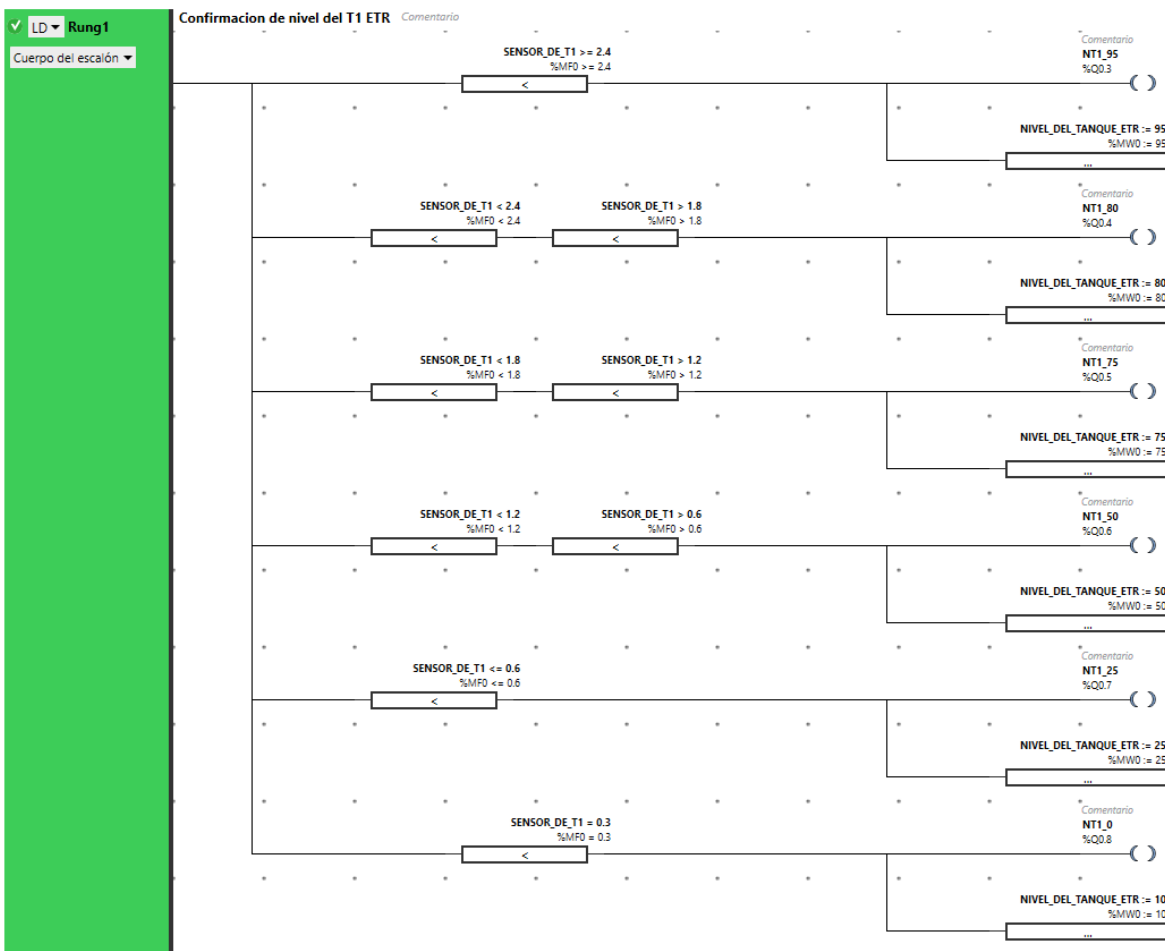 Confirmacion de nivel del T1 ETR Comentario
LD Rung1
Cuerpo del escalón
SENSOR_DE_T1 >= 2.4
%MF0 >= 2.4
<
Comentario
NT1_95
%Q0.3
NIVEL_DEL_TANQUE_ETR := 95
%MW0 := 95
...
SENSOR_DE_T1 < 2.4
%MF0 < 2.4
<
SENSOR_DE_T1 > 1.8
%MF0 > 1.8
<
Comentario
NT1_80
%Q0.4
NIVEL_DEL_TANQUE_ETR := 80
%MW0 := 80
...
SENSOR_DE_T1 < 1.8
%MF0 < 1.8
<
SENSOR_DE_T1 > 1.2
%MF0 > 1.2
<
Comentario
NT1_75
%Q0.5
NIVEL_DEL_TANQUE_ETR := 75
%MW0 := 75
...
SENSOR_DE_T1 < 1.2
%MF0 < 1.2
<
SENSOR_DE_T1 > 0.6
%MF0 > 0.6
<
Comentario
NT1_50
%Q0.6
NIVEL_DEL_TANQUE_ETR := 50
%MW0 := 50
...
SENSOR_DE_T1 <= 0.6
%MF0 <= 0.6
<
Comentario
NT1_25
%Q0.7
NIVEL_DEL_TANQUE_ETR := 25
%MW0 := 25
...
SENSOR_DE_T1 = 0.3
%MF0 = 0.3
<
Comentario
NT1_0
%Q0.8
NIVEL_DEL_TANQUE_ETR := 10
%MW0 := 10
...